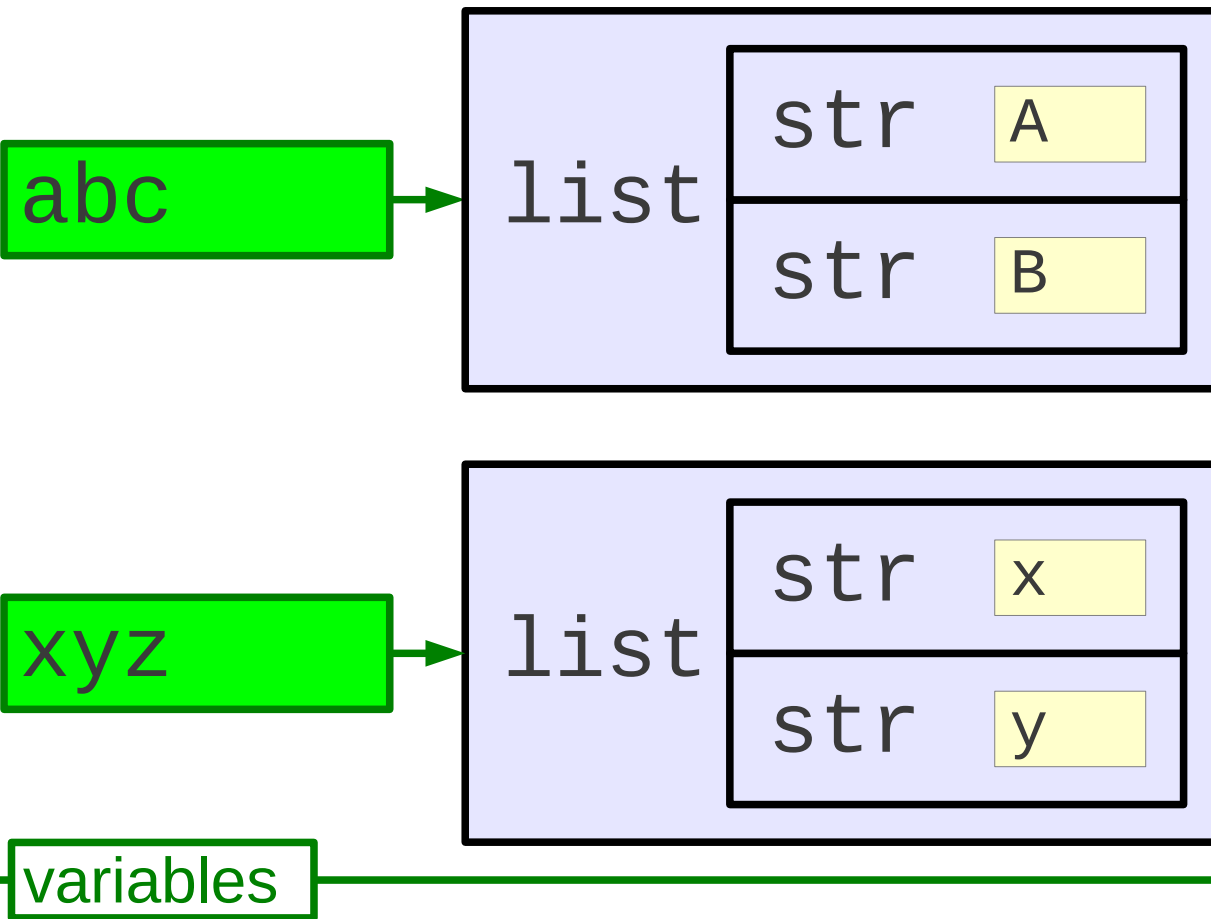 str A
abc list
str B
str x
xyz list
str y
variables